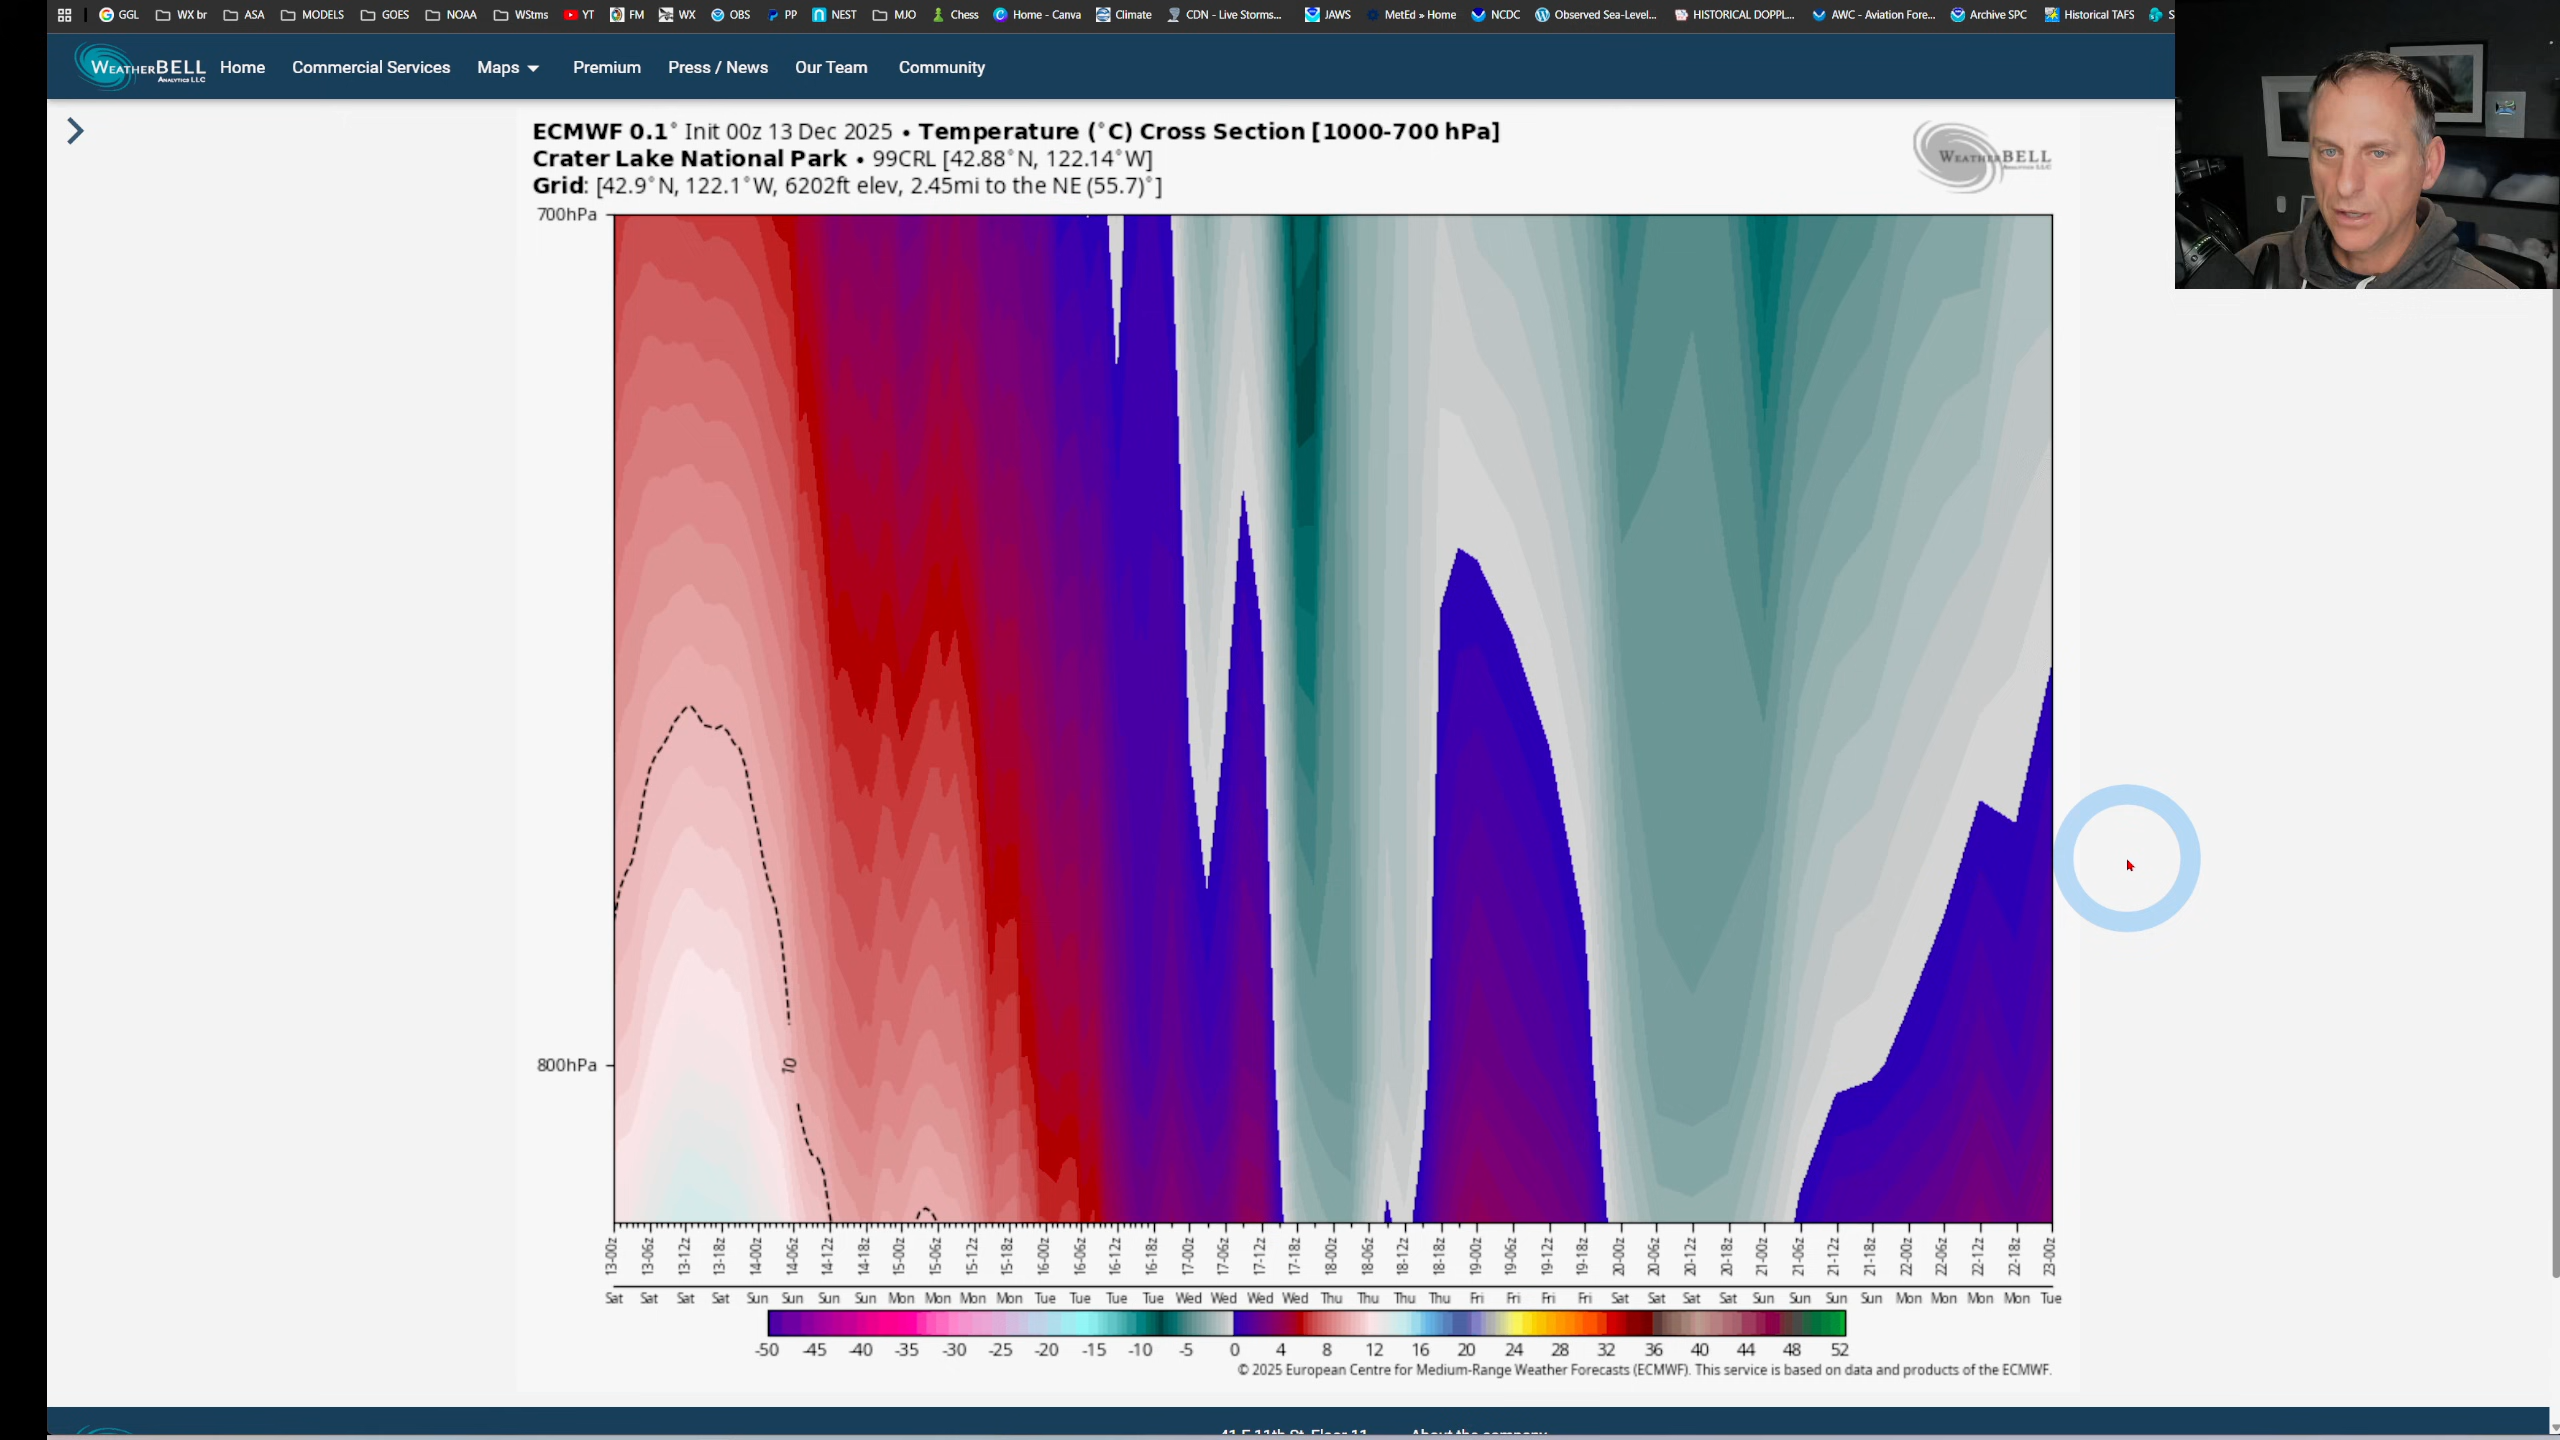 GGL WX br ASA MODELS GOES NOAA WStms YT FM WX OBS PP NEST MJO Chess Home - Canva Climate CDN - Live Storms... JAWS MetEd » Home NCDC Observed Sea-Level... HISTORICAL DOPPL... AWC - Aviation Fore... Archive SPC Historical TAFS S
WEATHERBELL ANALYTICS LLC Home Commercial Services Maps Premium Press / News Our Team Community
ECMWF 0.1° Init 00z 13 Dec 2025 • Temperature (°C) Cross Section [1000-700 hPa]
Crater Lake National Park • 99CRL [42.88°N, 122.14°W]
Grid: [42.9°N, 122.1°W, 6202ft elev, 2.45mi to the NE (55.7)°]
WEATHERBELL ANALYTICS LLC
700hPa
800hPa
10
13-00z 13-06z 13-12z 13-18z 14-00z 14-06z 14-12z 14-18z 15-00z 15-06z 15-12z 15-18z 16-00z 16-06z 16-12z 16-18z 17-00z 17-06z 17-12z 17-18z 18-00z 18-06z 18-12z 18-18z 19-00z 19-06z 19-12z 19-18z 20-00z 20-06z 20-12z 20-18z 21-00z 21-06z 21-12z 21-18z 22-00z 22-06z 22-12z 22-18z 23-00z
Sat Sat Sat Sat Sun Sun Sun Sun Mon Mon Mon Mon Tue Tue Tue Tue Wed Wed Wed Wed Thu Thu Thu Thu Fri Fri Fri Fri Sat Sat Sat Sat Sun Sun Sun Sun Mon Mon Mon Mon Tue
-50 -45 -40 -35 -30 -25 -20 -15 -10 -5 0 4 8 12 16 20 24 28 32 36 40 44 48 52
© 2025 European Centre for Medium-Range Weather Forecasts (ECMWF). This service is based on data and products of the ECMWF.
41 E 11th St, Floor 11 About the company